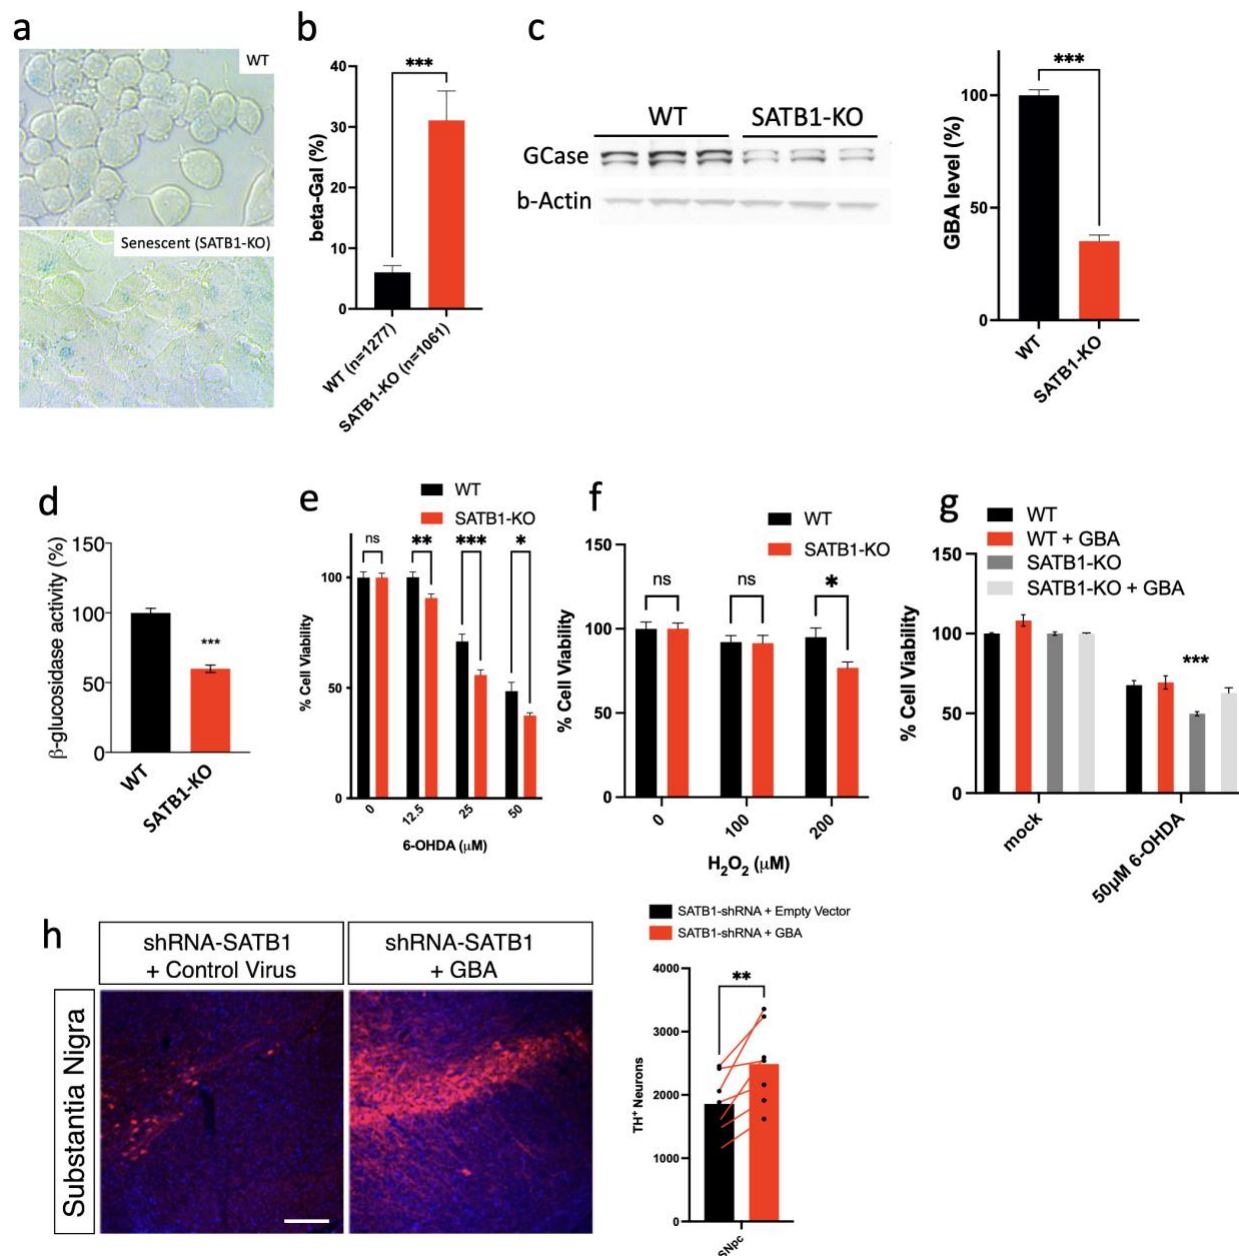 a
WT
Senescent (SATB1-KO)
b
beta-Gal (%)
40
30
20
10
0
***
WT (n=1277)
SATB1-KO (n=1061)
c
WT
SATB1-KO
GCase
b-Actin
GBA level (%)
100
50
0
***
WT
SATB1-KO
d
β-glucosidase activity (%)
150
100
50
0
***
WT
SATB1-KO
e
WT
SATB1-KO
% Cell Viability
100
50
0
ns
**
***
*
0
12.5
25
50
6-OHDA (μM)
f
WT
SATB1-KO
% Cell Viability
150
100
50
0
ns
ns
*
0
100
200
H₂O₂ (μM)
g
WT
WT + GBA
SATB1-KO
SATB1-KO + GBA
% Cell Viability
150
100
50
0
***
mock
50μM 6-OHDA
h
shRNA-SATB1
+ Control Virus
shRNA-SATB1
+ GBA
Substantia Nigra
SATB1-shRNA + Empty Vector
SATB1-shRNA + GBA
TH⁺ Neurons
4000
3000
2000
1000
0
**
SNpc